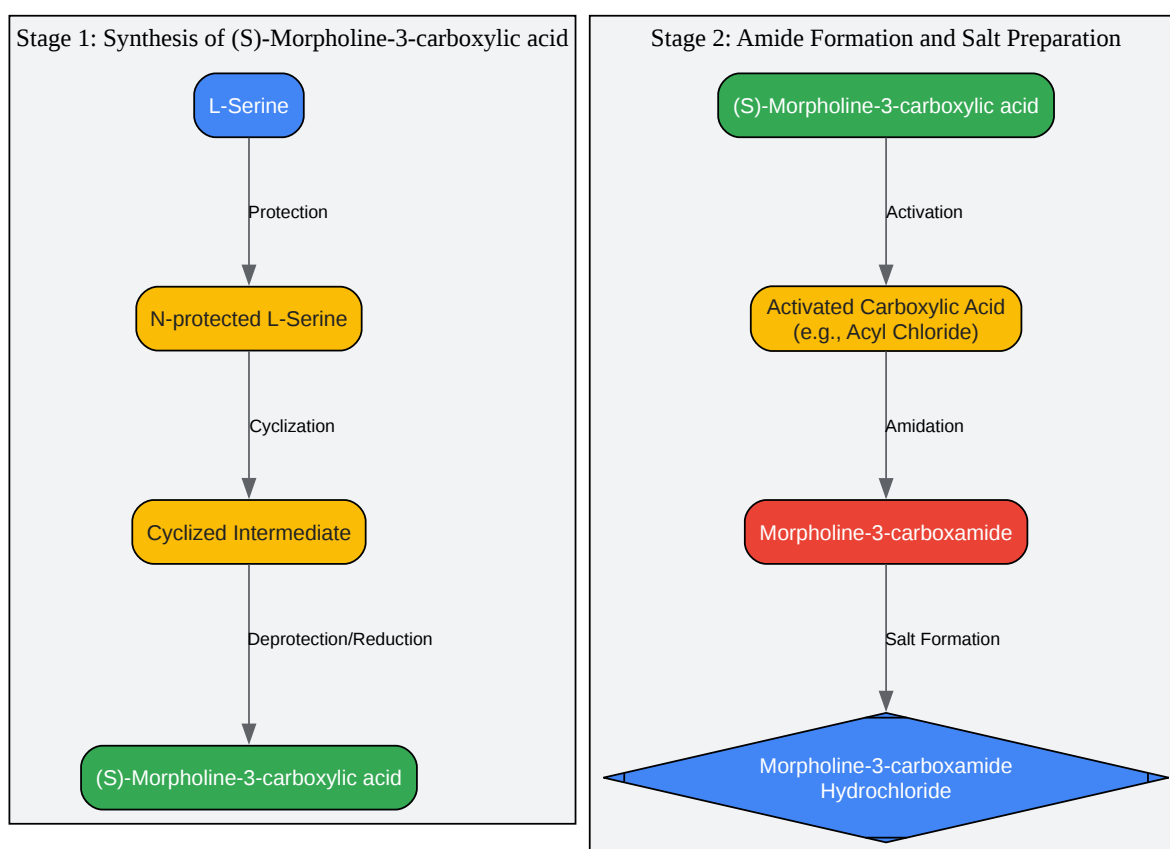 Stage 1: Synthesis of (S)-Morpholine-3-carboxylic acid
L-Serine
Protection
N-protected L-Serine
Cyclization
Cyclized Intermediate
Deprotection/Reduction
(S)-Morpholine-3-carboxylic acid
Stage 2: Amide Formation and Salt Preparation
(S)-Morpholine-3-carboxylic acid
Activation
Activated Carboxylic Acid
(e.g., Acyl Chloride)
Amidation
Morpholine-3-carboxamide
Salt Formation
Morpholine-3-carboxamide
Hydrochloride